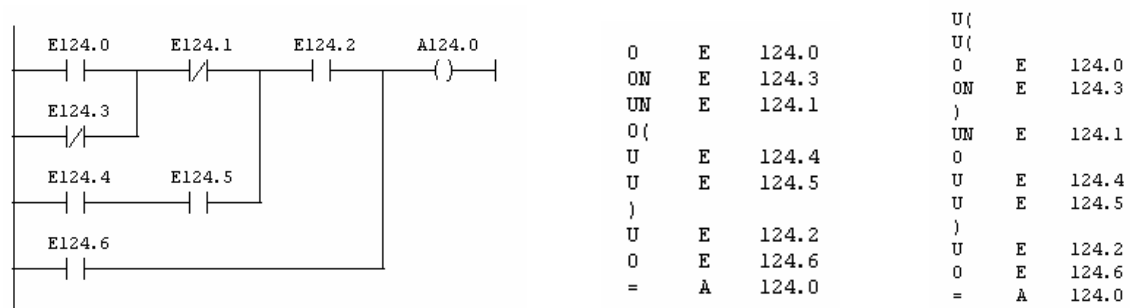 E124.0 E124.1 E124.2 A124.0
E124.3
E124.4 E124.5
E124.6
O E 124.0
ON E 124.3
UN E 124.1
O(
U E 124.4
U E 124.5
)
U E 124.2
O E 124.6
= A 124.0
U(
U(
O E 124.0
ON E 124.3
)
UN E 124.1
O
U E 124.4
U E 124.5
)
U E 124.2
O E 124.6
= A 124.0